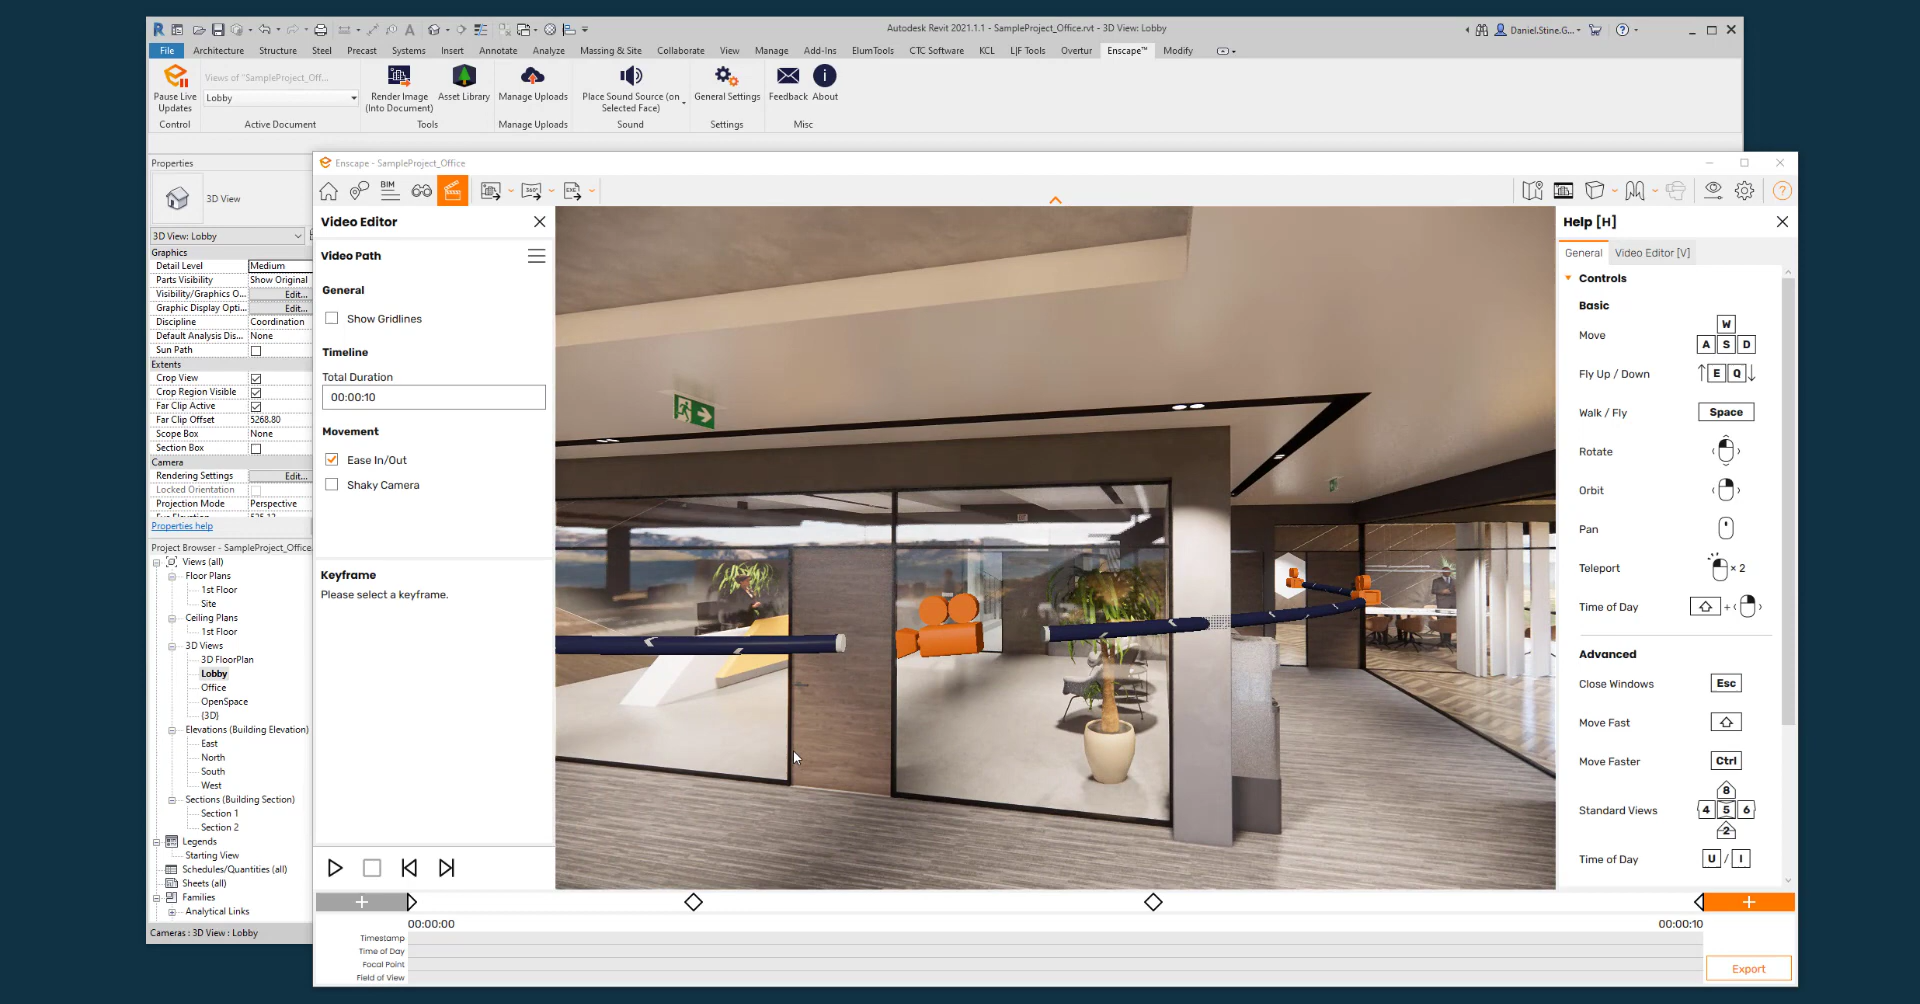 Autodesk Revit 2021.1.1 - SampleProject_Office.rvt - 3D View: Lobby
Daniel.Stine.G...
File Architecture Structure Steel Precast Systems Insert Annotate Analyze Massing & Site Collaborate View Manage Add-Ins ElumTools CTC Software KCL LJF Tools Overtur Enscape™ Modify
Views of "SampleProject_Off...
Lobby
Pause Live
Updates
Render Image
(Into Document)
Asset Library
Manage Uploads
Place Sound Source (on
Selected Face)
General Settings
Feedback
About
Control Active Document Tools Manage Uploads Sound Settings Misc
Properties
3D View
3D View: Lobby
Graphics
Detail Level Medium
Parts Visibility Show Original
Visibility/Graphics O... Edit...
Graphic Display Opti... Edit...
Discipline Coordination
Default Analysis Dis... None
Sun Path
Extents
Crop View
Crop Region Visible
Far Clip Active
Far Clip Offset 5268.80
Scope Box None
Section Box
Camera
Rendering Settings Edit...
Locked Orientation
Projection Mode Perspective
Properties help
Project Browser - SampleProject_Office.
Views (all)
Floor Plans
1st Floor
Site
Ceiling Plans
1st Floor
3D Views
3D FloorPlan
Lobby
Office
OpenSpace
{3D}
Elevations (Building Elevation)
East
North
South
West
Sections (Building Section)
Section 1
Section 2
Legends
Starting View
Schedules/Quantities (all)
Sheets (all)
Families
Analytical Links
Cameras : 3D View : Lobby
Enscape - SampleProject_Office
BIM
360°
EXE
Video Editor
Video Path
General
Show Gridlines
Timeline
Total Duration
00:00:10
Movement
Ease In/Out
Shaky Camera
Keyframe
Please select a keyframe.
Help [H]
General Video Editor [V]
Controls
Basic
Move W
A S D
Fly Up / Down E Q
Walk / Fly Space
Rotate
Orbit
Pan
Teleport × 2
Time of Day +
Advanced
Close Windows Esc
Move Fast
Move Faster Ctrl
8
Standard Views 4 5 6
2
Time of Day U / I
00:00:00 00:00:10
Timestamp
Time of Day
Focal Point
Field of View
Export